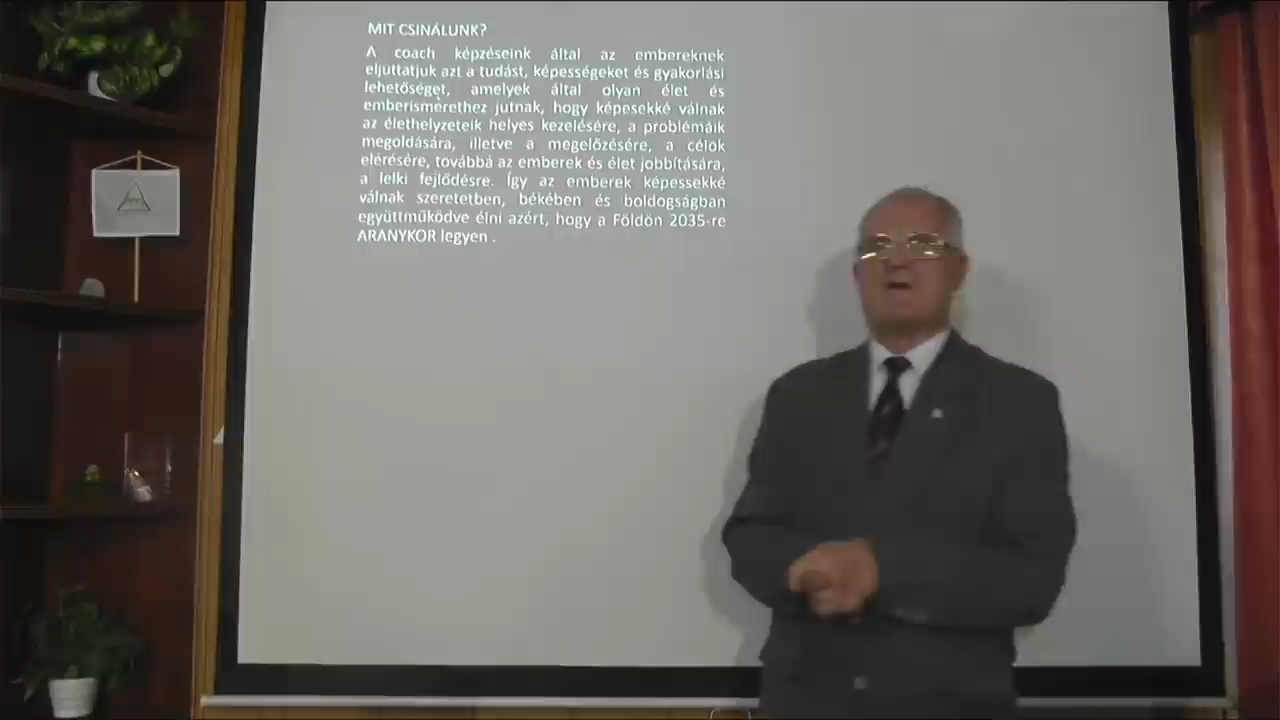 MIT CSINÁLUNK?
A coach képzéseink által az embereknek
eljuttatjuk azt a tudást, képességeket és gyakorlási
lehetőséget, amelyek által olyan élet és
emberismerethez jutnak, hogy képesekké válnak
az élethelyzeteik helyes kezelésére, a problémáik
megoldására, illetve a megelőzésére, a célok
elérésére, továbbá az emberek és élet jobbítására,
a lelki fejlődésre. Így az emberek képessekké
válnak szeretetben, békében és boldogságban
együttműködve élni azért, hogy a Földön 2035-re
ARANYKOR legyen .